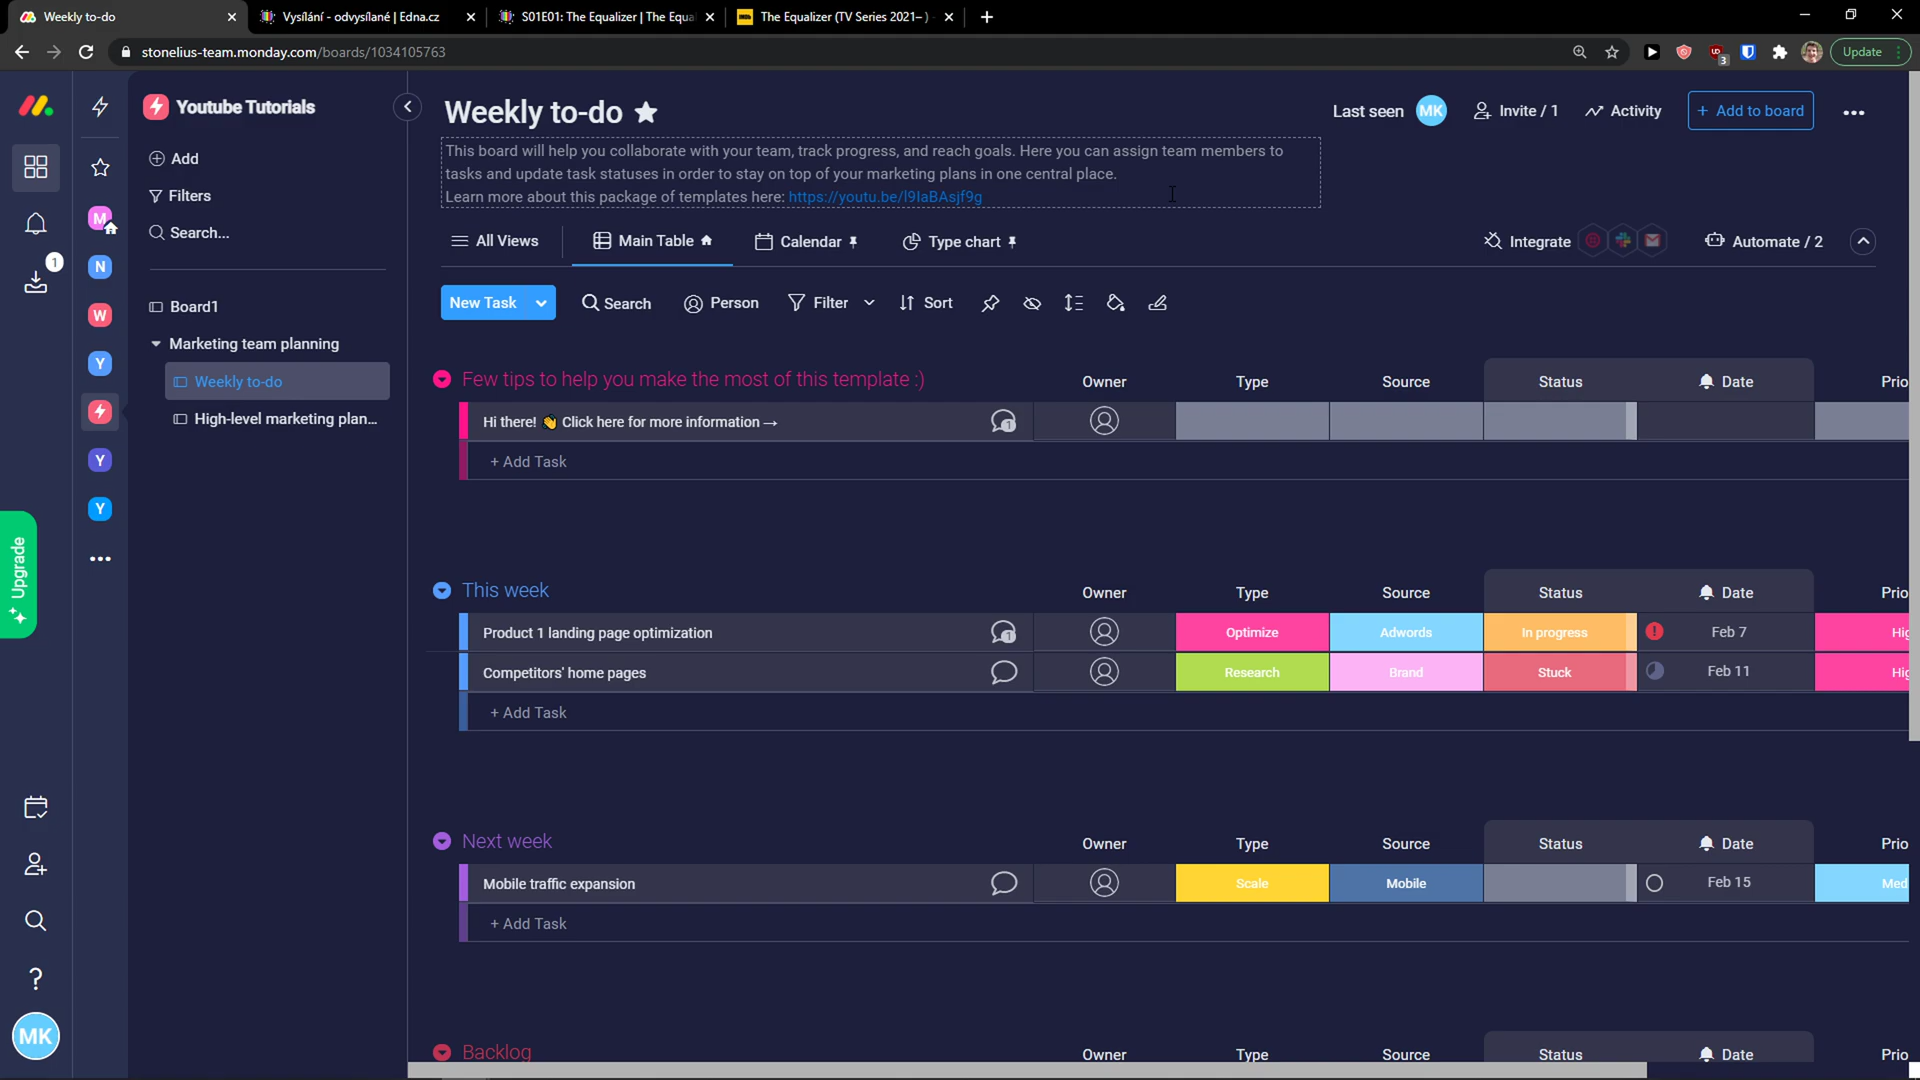 Weekly to-do
Vysílání - odvysílané | Edna.cz
S01E01: The Equalizer | The Equa
The Equalizer (TV Series 2021– ) -
stonelius-team.monday.com/boards/1034105763
3
Update
Youtube Tutorials
Add
Filters
Search...
Board1
Marketing team planning
Weekly to-do
High-level marketing plan...
1
M
N
W
Y
Y
Y
Upgrade
MK
Weekly to-do
Last seen
MK
Invite / 1
Activity
+ Add to board
This board will help you collaborate with your team, track progress, and reach goals. Here you can assign team members to
tasks and update task statuses in order to stay on top of your marketing plans in one central place.
Learn more about this package of templates here: https://youtu.be/l9IaBAsjf9g
All Views
Main Table
Calendar
Type chart
Integrate
Automate / 2
New Task
Search
Person
Filter
Sort
Few tips to help you make the most of this template :)
Owner
Type
Source
Status
Date
Prio
Hi there! 👋 Click here for more information →
1
+ Add Task
This week
Owner
Type
Source
Status
Date
Prio
Product 1 landing page optimization
1
Optimize
Adwords
In progress
Feb 7
Hig
Competitors' home pages
Research
Brand
Stuck
Feb 11
Hig
+ Add Task
Next week
Owner
Type
Source
Status
Date
Prio
Mobile traffic expansion
Scale
Mobile
Feb 15
Med
+ Add Task
Backlog
Owner
Type
Source
Status
Date
Prio